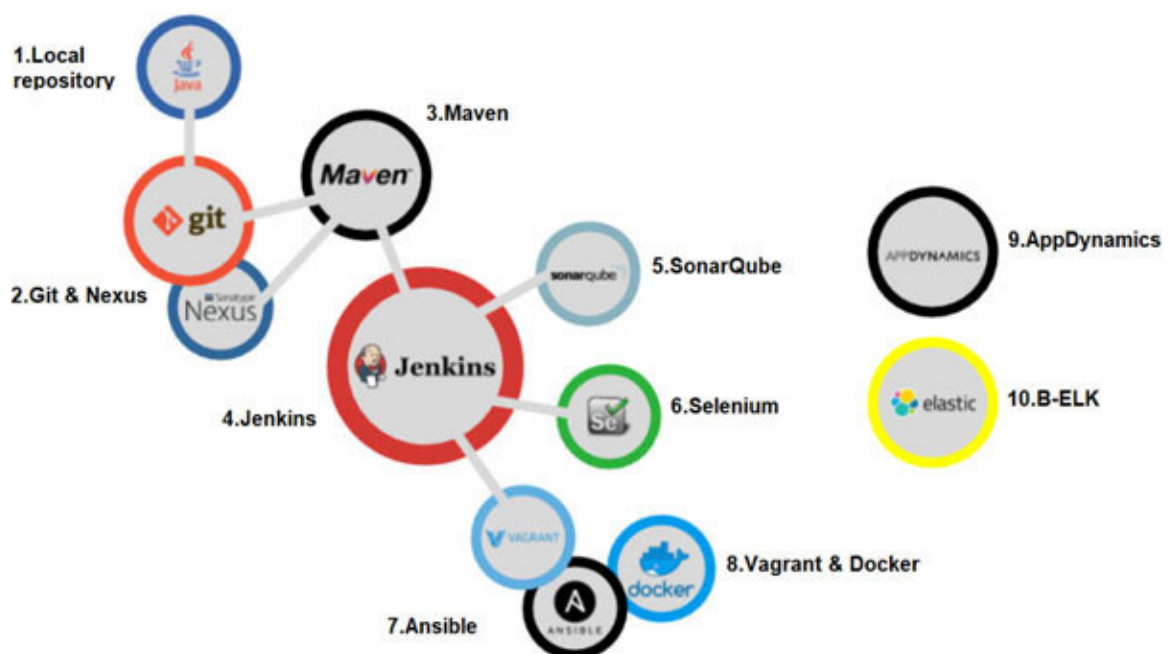 1.Local
repository
Java
3.Maven
Maven™
git
2.Git & Nexus
Sonatype
Nexus
4.Jenkins
Jenkins
sonarqube
5.SonarQube
Se
6.Selenium
VAGRANT
docker
8.Vagrant & Docker
7.Ansible
ANSIBLE
APPDYNAMICS
9.AppDynamics
elastic
10.B-ELK